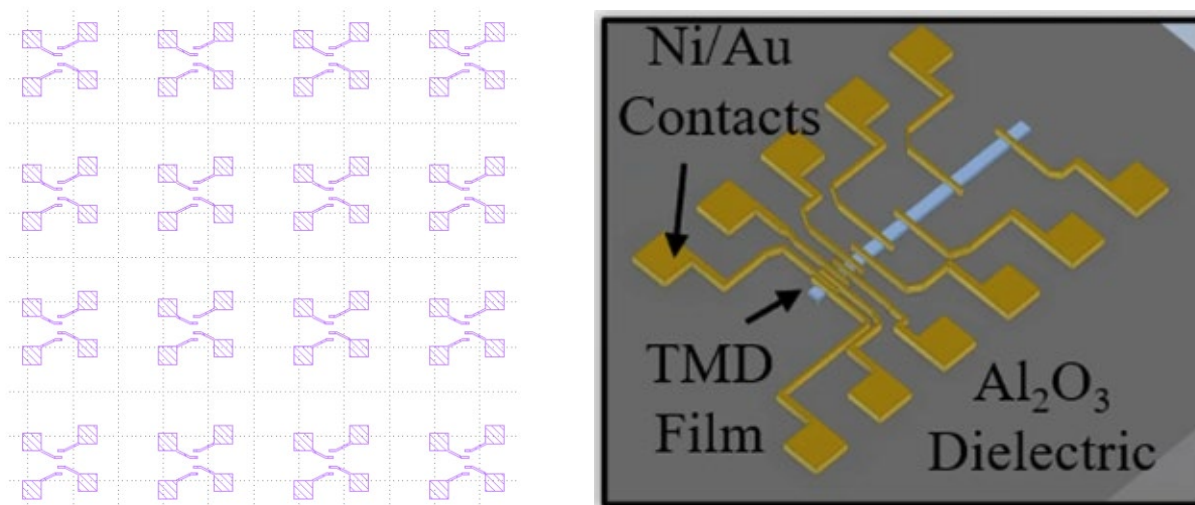 Ni/Au
Contacts
TMD
Film
Al₂O₃
Dielectric